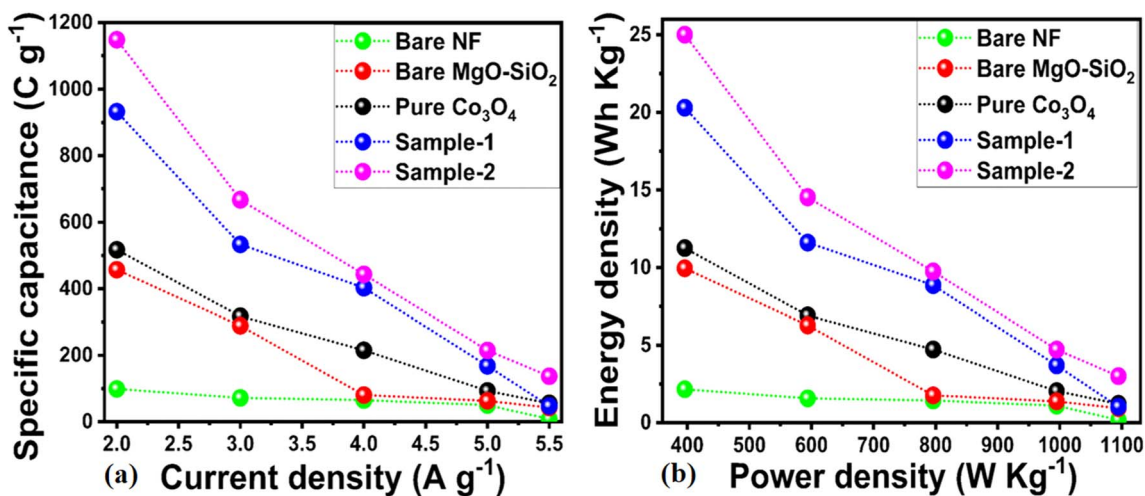 Specific capacitance (C g⁻¹)
1200
1000
800
600
400
200
0
Bare NF
Bare MgO-SiO₂
Pure Co₃O₄
Sample-1
Sample-2
2.0 2.5 3.0 3.5 4.0 4.5 5.0 5.5
(a) Current density (A g⁻¹)
Energy density (Wh Kg⁻¹)
25
20
15
10
5
0
Bare NF
Bare MgO-SiO₂
Pure Co₃O₄
Sample-1
Sample-2
400 500 600 700 800 900 1000 1100
(b) Power density (W Kg⁻¹)